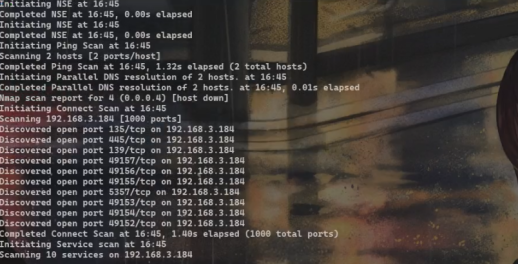 Initiating NSE at 16:45
Completed NSE at 16:45, 0.00s elapsed
Initiating NSE at 16:45
Completed NSE at 16:45, 0.00s elapsed
Initiating Ping Scan at 16:45
Scanning 2 hosts [2 ports/host]
Completed Ping Scan at 16:45, 1.32s elapsed (2 total hosts)
Initiating Parallel DNS resolution of 2 hosts. at 16:45
Completed Parallel DNS resolution of 2 hosts. at 16:45, 0.01s elapsed
Nmap scan report for 4 (0.0.0.4) [host down]
Initiating Connect Scan at 16:45
Scanning 192.168.3.184 [1000 ports]
Discovered open port 135/tcp on 192.168.3.184
Discovered open port 445/tcp on 192.168.3.184
Discovered open port 139/tcp on 192.168.3.184
Discovered open port 49157/tcp on 192.168.3.184
Discovered open port 49156/tcp on 192.168.3.184
Discovered open port 49155/tcp on 192.168.3.184
Discovered open port 5357/tcp on 192.168.3.184
Discovered open port 49153/tcp on 192.168.3.184
Discovered open port 49154/tcp on 192.168.3.184
Discovered open port 49152/tcp on 192.168.3.184
Completed Connect Scan at 16:45, 1.40s elapsed (1000 total ports)
Initiating Service scan at 16:45
Scanning 10 services on 192.168.3.184